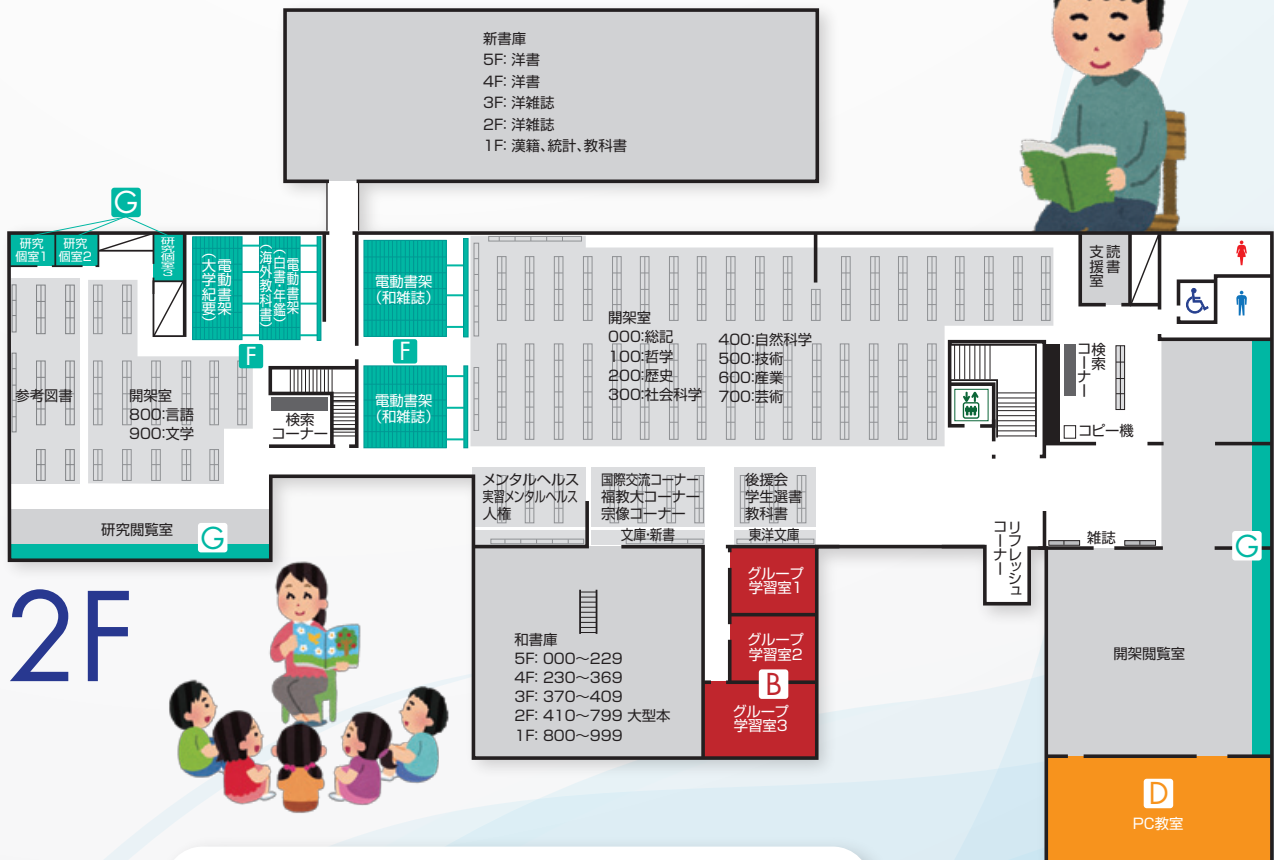 新書庫
5F: 洋書
4F: 洋書
3F: 洋雑誌
2F: 洋雑誌
1F: 漢籍、統計、教科書
G
研究
個室1
研究
個室2
研究
個室3
電動書架
(大学紀要)
電動書架
(白書・年鑑)
(海外教科書)
F
電動書架
(和雑誌)
F
電動書架
(和雑誌)
参考図書
開架室
800:言語
900:文学
検索
コーナー
研究閲覧室
G
開架室
000:総記
100:哲学
200:歴史
300:社会科学
400:自然科学
500:技術
600:産業
700:芸術
読書
支援室
検索
コーナー
コピー機
メンタルヘルス
実習メンタルヘルス
人権
国際交流コーナー
福教大コーナー
宗像コーナー
文庫・新書
後援会
学生選書
教科書
東洋文庫
リフレッシュ
コーナー
雑誌
G
開架閲覧室
グループ
学習室1
グループ
学習室2
B
グループ
学習室3
和書庫
5F: 000〜229
4F: 230〜369
3F: 370〜409
2F: 410〜799 大型本
1F: 800〜999
2F
D
PC教室